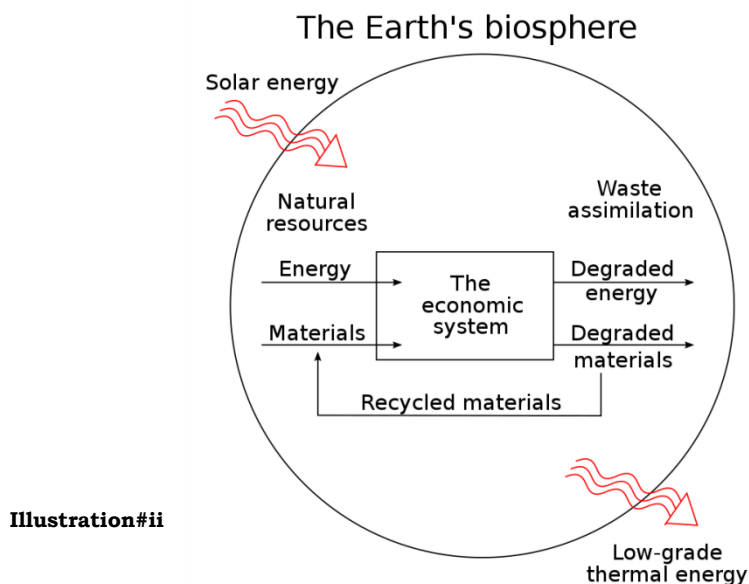 The Earth's biosphere
Solar energy
Natural
resources
Waste
assimilation
Energy
Materials
The
economic
system
Degraded
energy
Degraded
materials
Recycled materials
Illustration#ii
Low-grade
thermal energy